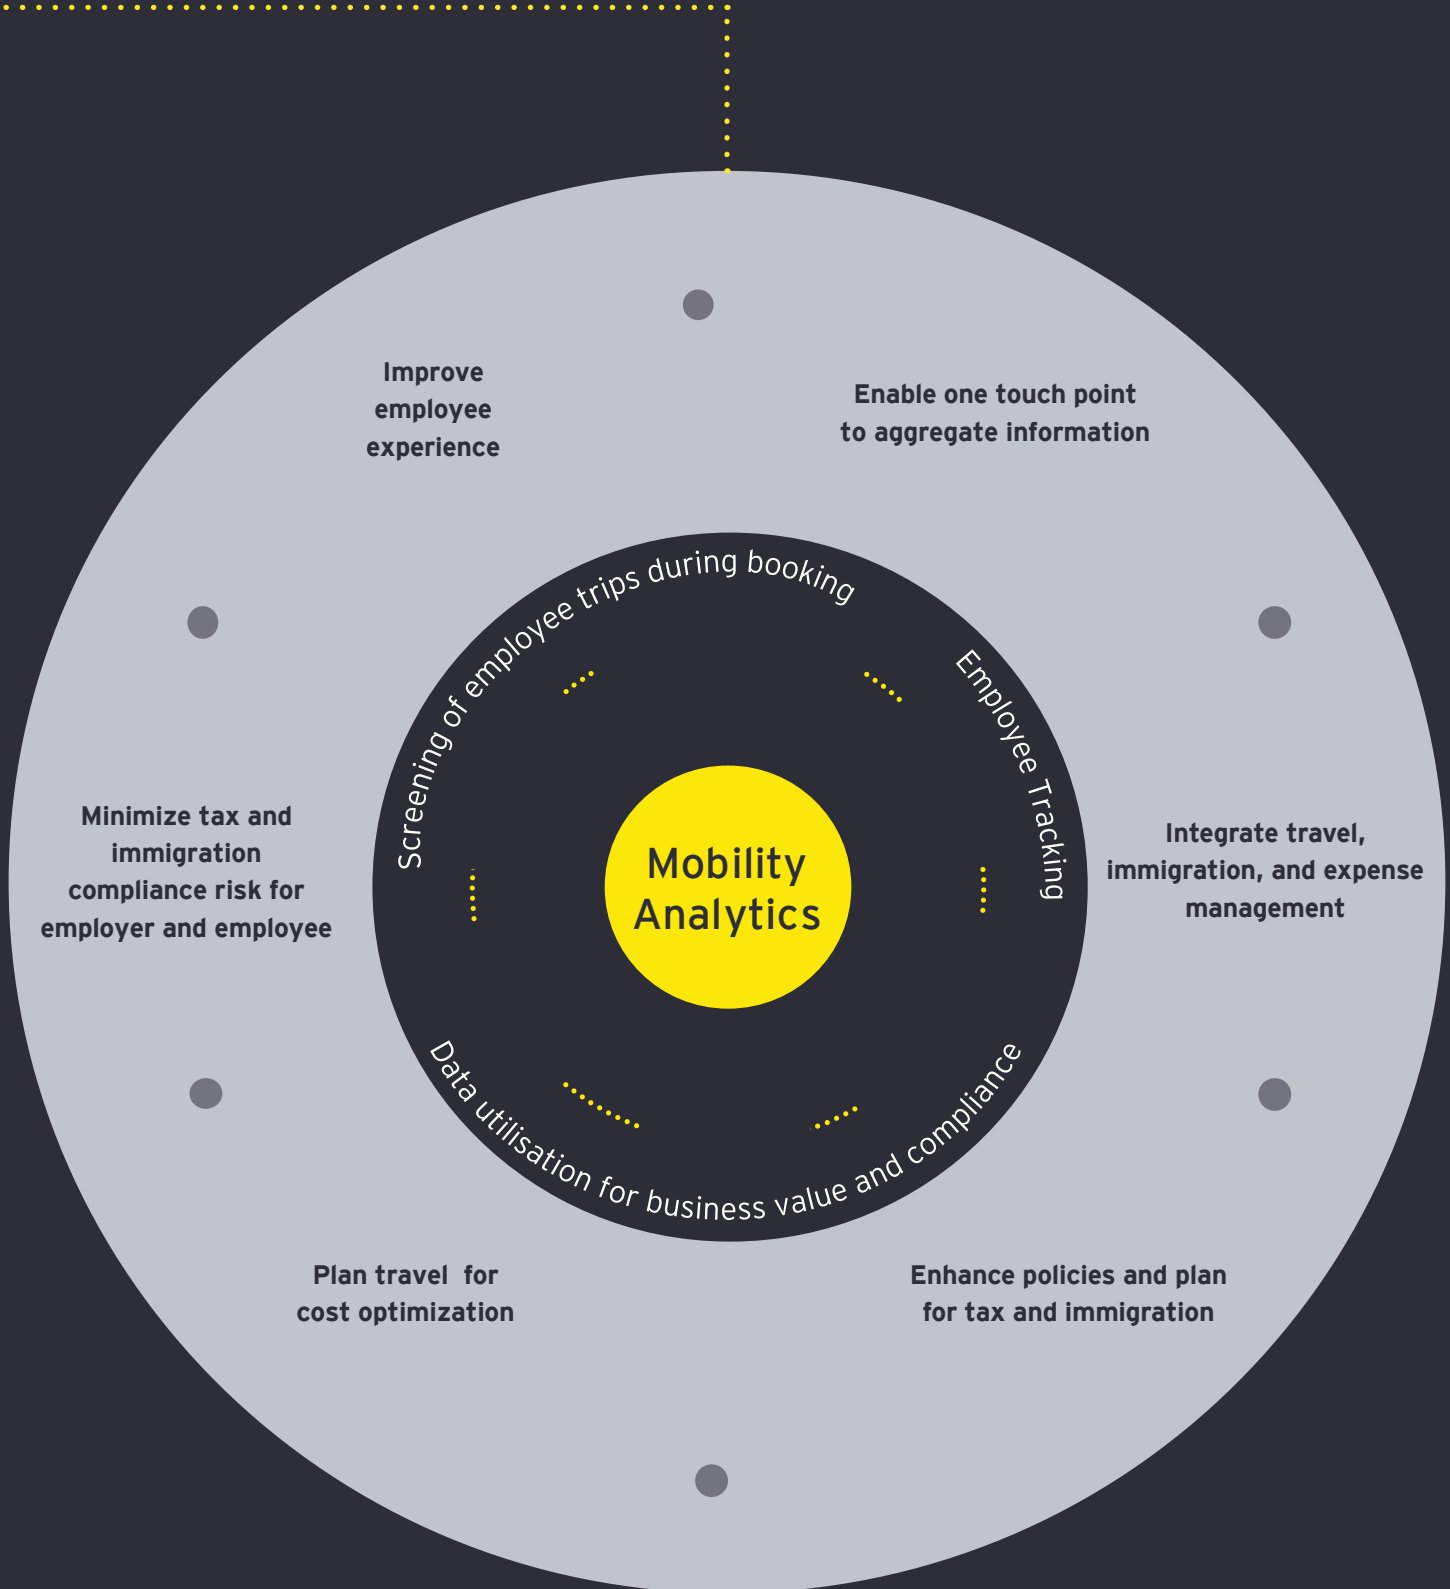 Improve
employee
experience
Enable one touch point
to aggregate information
Screening of employee trips during booking
Employee Tracking
Minimize tax and
immigration
compliance risk for
employer and employee
Mobility
Analytics
Integrate travel,
immigration, and expense
management
Data utilisation for business value and compliance
Plan travel for
cost optimization
Enhance policies and plan
for tax and immigration